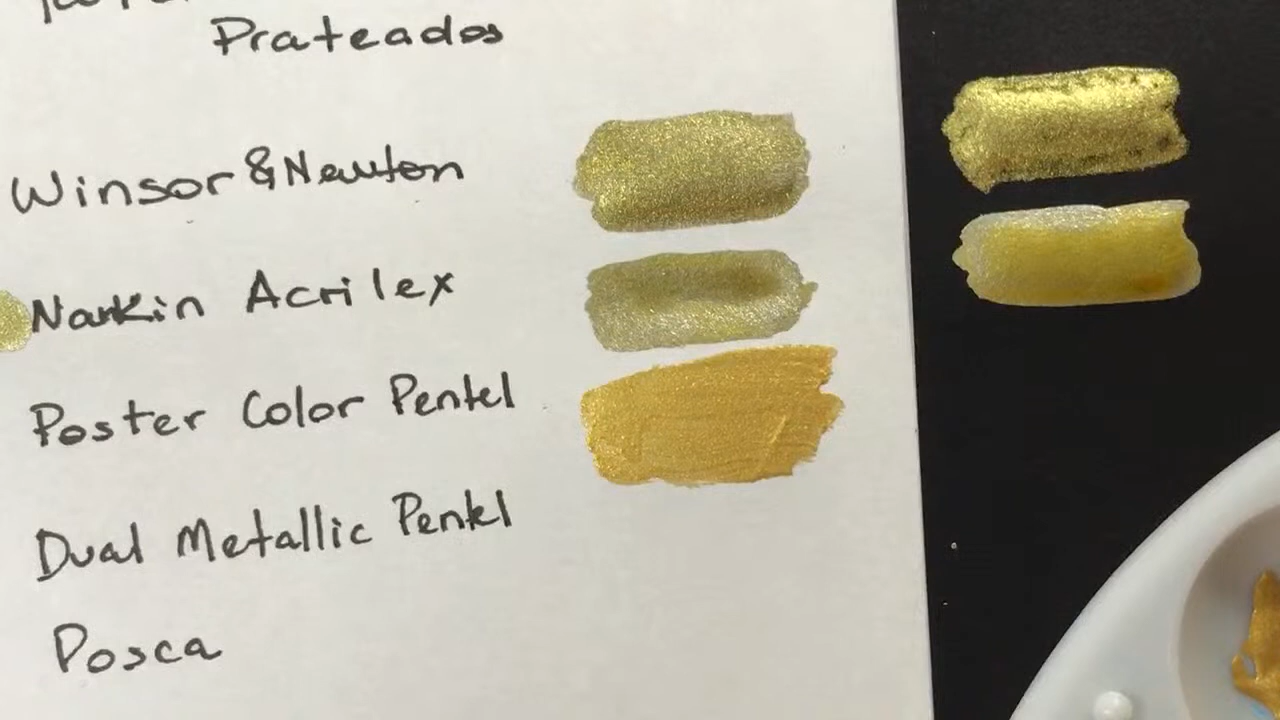 Prateados
Winsor & Newton
Nankin Acrilex
Poster Color Pentel
Dual Metallic Pentel
Posca